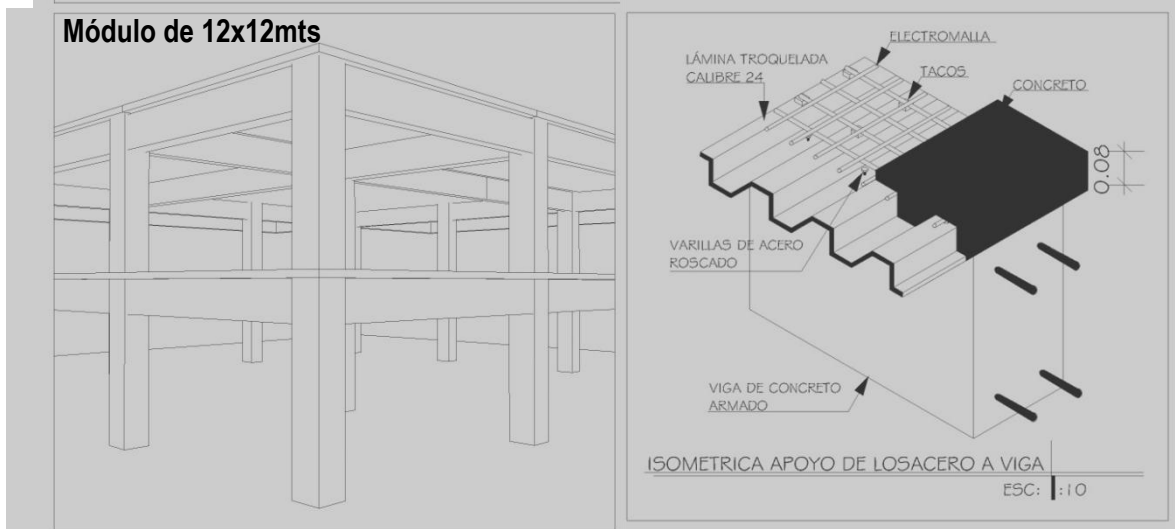 Módulo de 12x12mts
ELECTROMALLA
LÁMINA TROQUELADA
CALIBRE 24
TACOS
CONCRETO
0.08
VARILLAS DE ACERO
ROSCADO
VIGA DE CONCRETO
ARMADO
ISOMETRICA APOYO DE LOSACERO A VIGA
ESC: 1:10